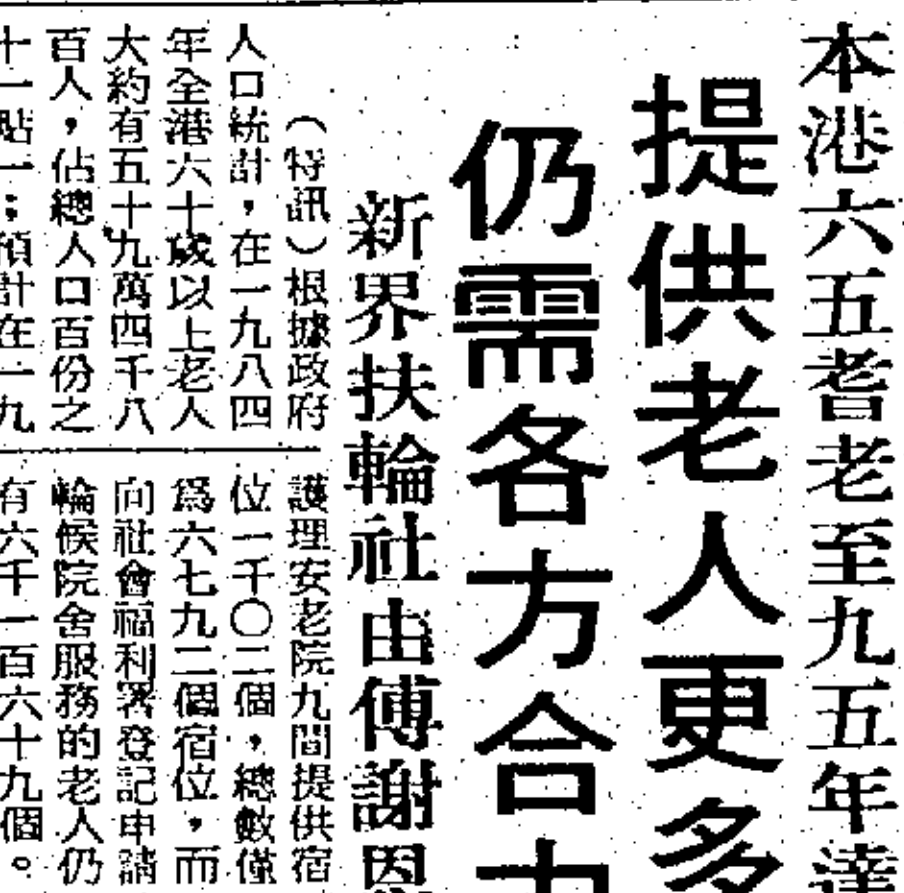 本港六五耆老至九五年達
提供老人更多
仍需各方合力
新界扶輪社由傅謝恩
（特訊）根據政府
人口統計，在一九八四
年全港六十歲以上老人
大約有五十九萬四千八
百人，佔總人口百份之
十一點一；預計在一九
護理安老院九間提供宿
位一千〇二個，總數僅
爲六七九二個宿位，而
向社會福利署登記申請
輪候院舍服務的老人仍
有六千一百六十九個。